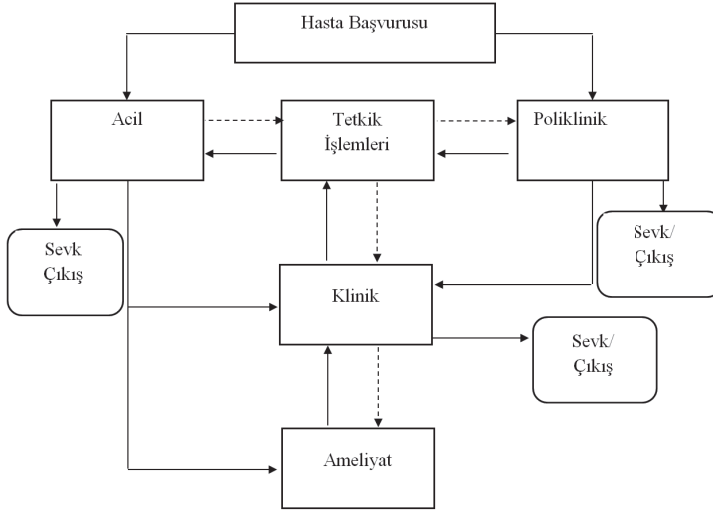 Hasta Başvurusu
Acil
Tetkik
İşlemleri
Poliklinik
Sevk
Çıkış
Sevk/
Çıkış
Klinik
Sevk/
Çıkış
Ameliyat